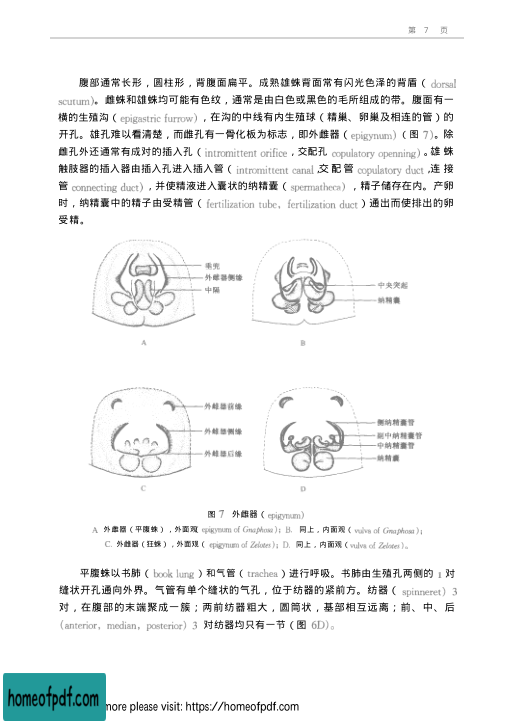 第 7 页
腹部通常长形，圆柱形，背腹面扁平。成熟雄蛛背面常有闪光色泽的背盾（dorsal
scutum)。雌蛛和雄蛛均可能有色纹，通常是由白色或黑色的毛所组成的带。腹面有一
横的生殖沟（epigastric furrow)，在沟的中线有内生殖球（精巢、卵巢及相连的管）的
开孔。雄孔难以看清楚，而雌孔有一骨化板为标志，即外雌器（epigynum)（图 7)。除
雌孔外还通常有成对的插入孔（intromittent orifice，交配孔 copulatory openning)。雄 蛛
触肢器的插入器由插入孔进入插入管（intromittent canal,交 配 管 copulatory duct,连 接
管 connecting duct)，并使精液进入囊状的纳精囊（spermatheca)，精子储存在内。产卵
时，纳精囊中的精子由受精管（fertilization tube，fertilization duct）通出而使排出的卵
受精。
垂兜
外雌器侧缘
中隔
A
中央突起
纳精囊
B
外雌器前缘
外雌器侧缘
外雌器后缘
C
侧纳精囊管
副中纳精囊管
中纳精囊管
纳精囊
D
图 7 外雌器（epigynum)
A. 外雌器（平腹蛛），外面观( epigynum of Gnaphosa)；B. 同上，内面观（vulva of Gnaphosa)；
C. 外雌器（狂蛛），外面观（ epigynum of Zelotes)；D. 同上，内面观（vulva of Zelotes)。
平腹蛛以书肺（book lung）和气管（trachea）进行呼吸。书肺由生殖孔两侧的 1 对
缝状开孔通向外界。气管有单个缝状的气孔，位于纺器的紧前方。纺器（ spinneret）3
对，在腹部的末端聚成一簇；两前纺器粗大，圆筒状，基部相互远离；前、中、后
(anterior，median，posterior) 3 对纺器均只有一节（图 6D)。
homeofpdf.com
more please visit: https://homeofpdf.com